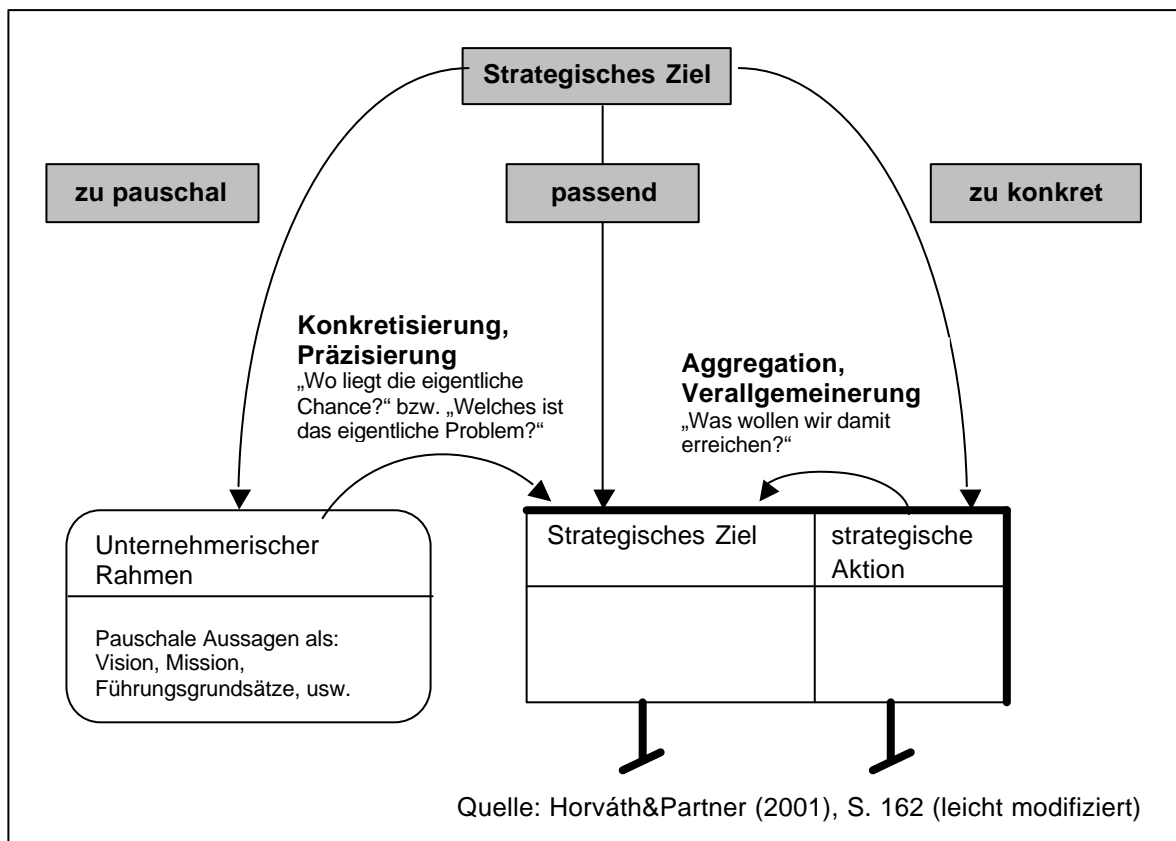 Strategisches Ziel
zu pauschal
passend
zu konkret
Konkretisierung,
Präzisierung
„Wo liegt die eigentliche
Chance?“ bzw. „Welches ist
das eigentliche Problem?“
Aggregation,
Verallgemeinerung
„Was wollen wir damit
erreichen?“
Unternehmerischer
Rahmen
Pauschale Aussagen als:
Vision, Mission,
Führungsgrundsätze, usw.
Strategisches Ziel
strategische
Aktion
Quelle: Horváth&Partner (2001), S. 162 (leicht modifiziert)